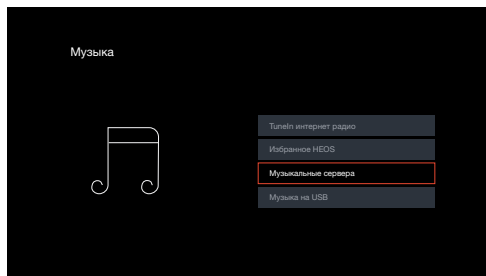 Музыка
TuneIn интернет радио
Избранное HEOS
Музыкальные сервера
Музыка на USB